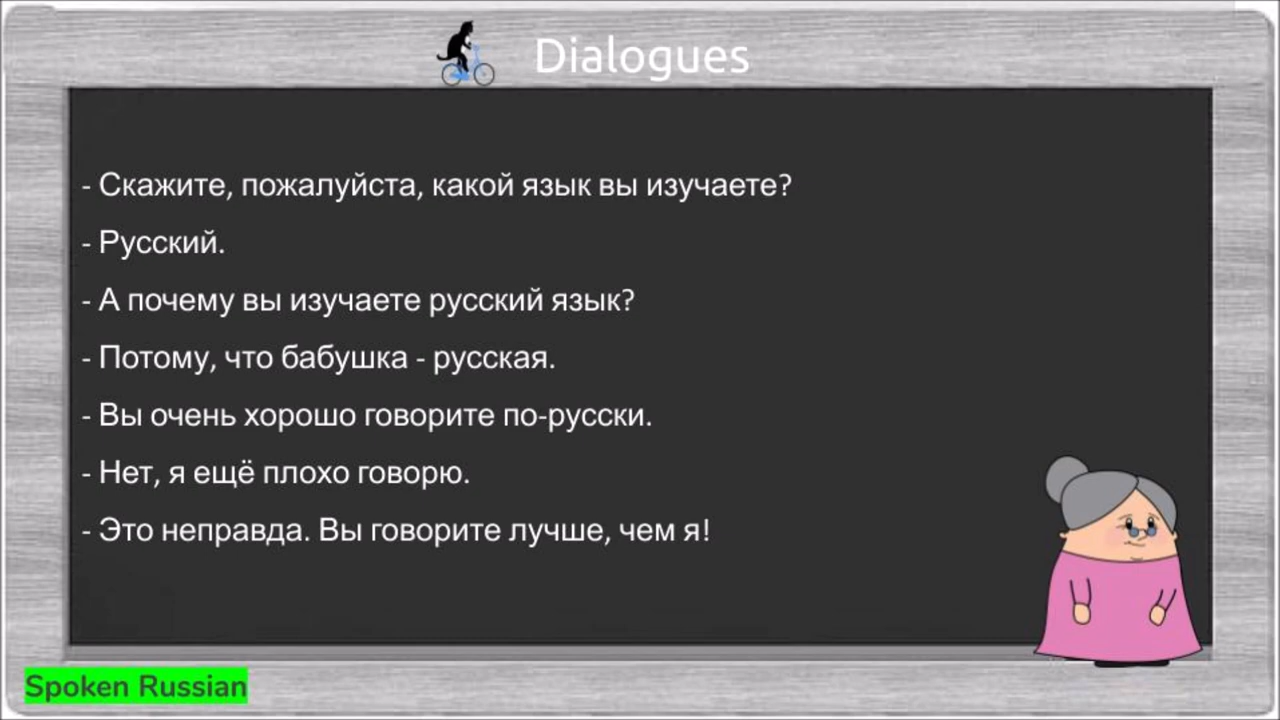 Dialogues
- Скажите, пожалуйста, какой язык вы изучаете?
- Русский.
- А почему вы изучаете русский язык?
- Потому, что бабушка - русская.
- Вы очень хорошо говорите по-русски.
- Нет, я ещё плохо говорю.
- Это неправда. Вы говорите лучше, чем я!
Spoken Russian